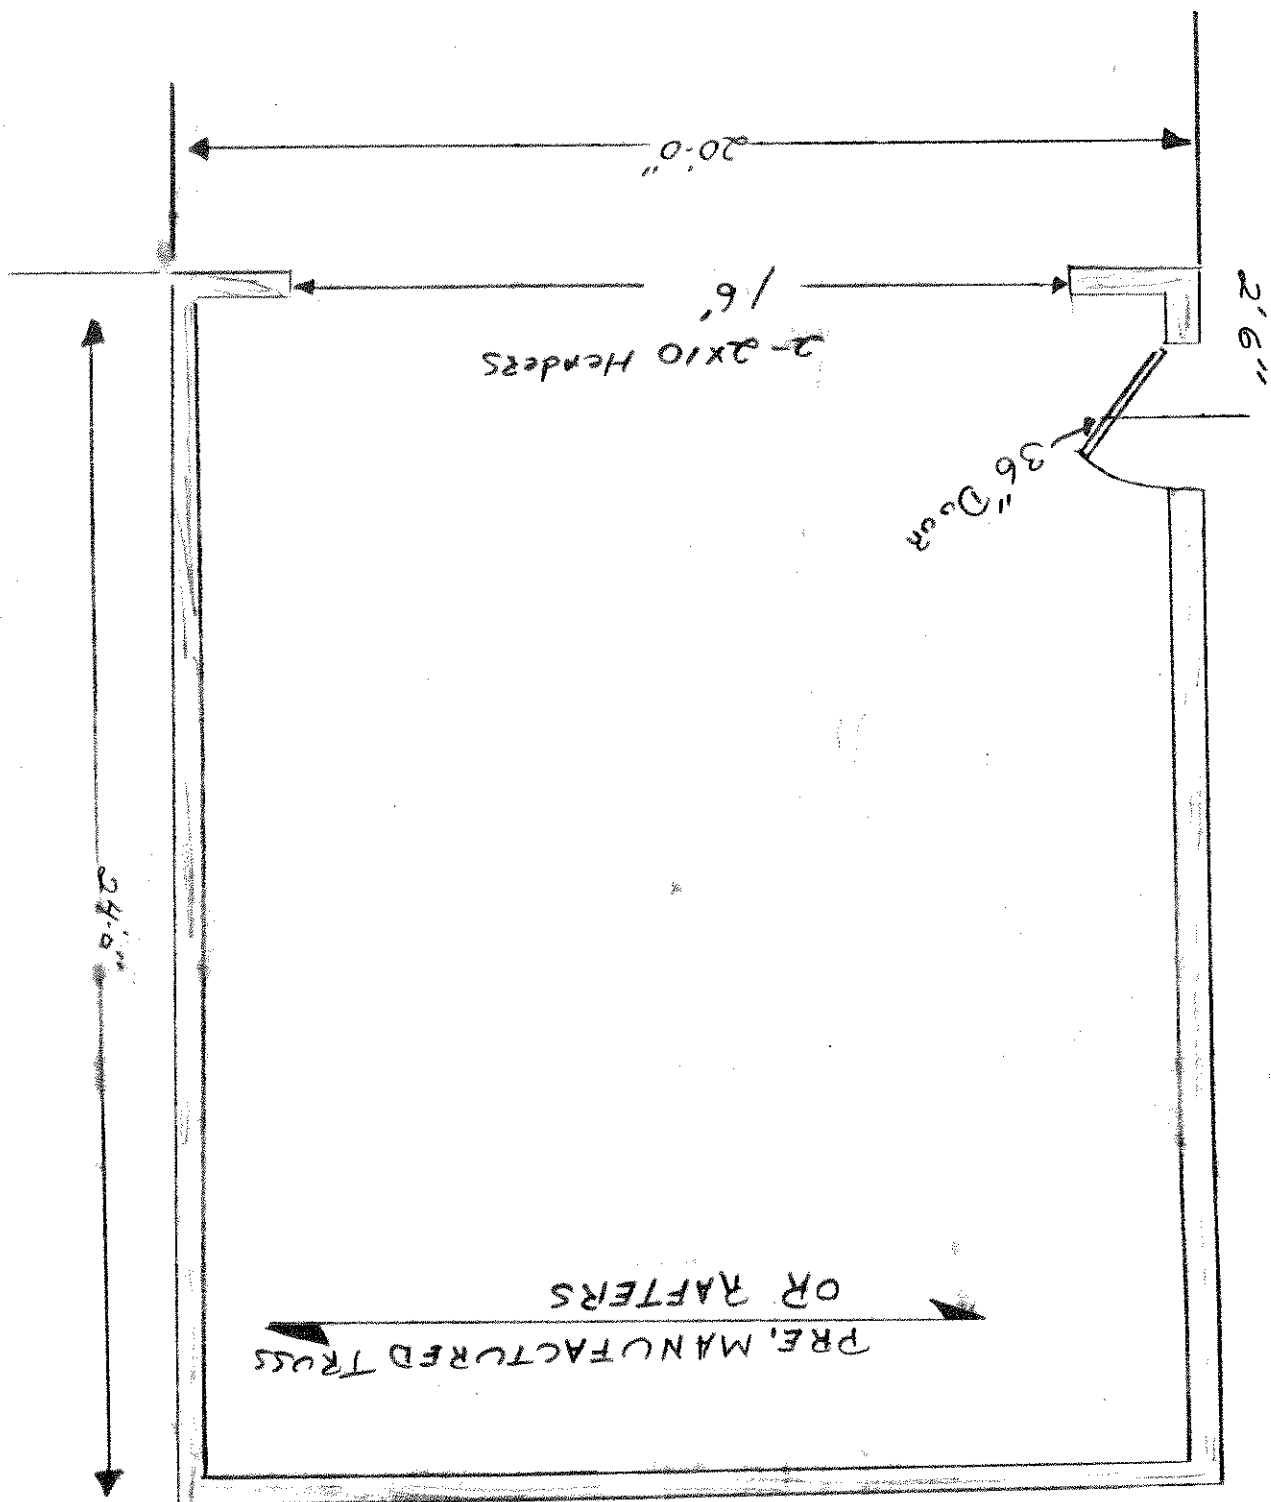 PRE. MANUFACTURED TRUSS
OR RAFTERS
24'-0"
36" Door
2-2x10 Headers
16'
2'6"
20'-0"